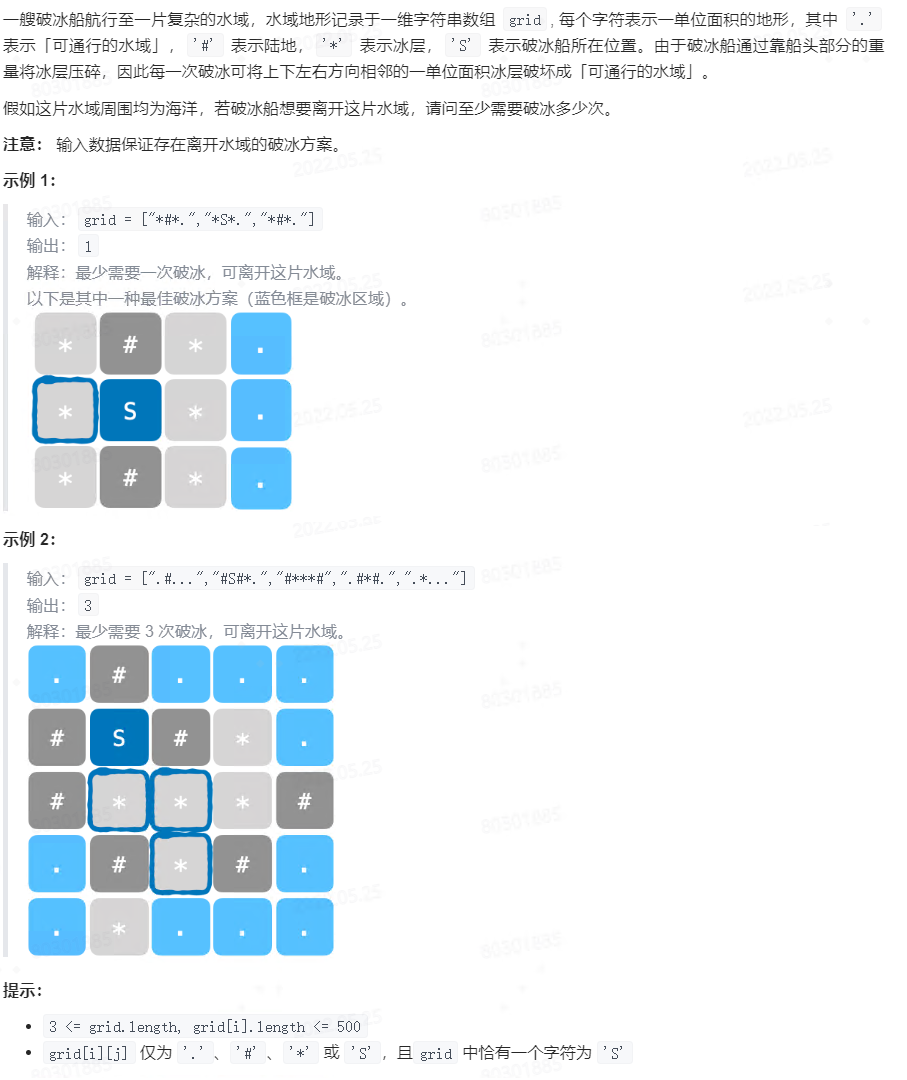 一艘破冰船航行至一片复杂的水域，水域地形记录于一维字符串数组 grid ，每个字符表示一单位面积的地形，其中 '.'
表示「可通行的水域」， '#' 表示陆地， '*' 表示冰层， 'S' 表示破冰船所在位置。由于破冰船通过靠船头部分的重
量将冰层压碎，因此每一次破冰可将上下左右方向相邻的一单位面积冰层破坏成「可通行的水域」。
假如这片水域周围均为海洋，若破冰船想要离开这片水域，请问至少需要破冰多少次。
注意： 输入数据保证存在离开水域的破冰方案。
示例 1：
输入： grid = ["*#*.","*S*.","*#*."]
输出： 1
解释：最少需要一次破冰，可离开这片水域。
以下是其中一种最佳破冰方案（蓝色框是破冰区域）。
* # * .
* S * .
* # * .
示例 2：
输入： grid = [".#...","#S#*.","#***#",".#*#.",".*..."]
输出： 3
解释：最少需要 3 次破冰，可离开这片水域。
. # . . .
# S # * .
# * * * #
. # * # .
. * . . .
提示：
• 3 <= grid.length, grid[i].length <= 500
• grid[i][j] 仅为 '.' 、 '#' 、 '*' 或 'S' ，且 grid 中恰有一个字符为 'S'
2022.05.25
80301885